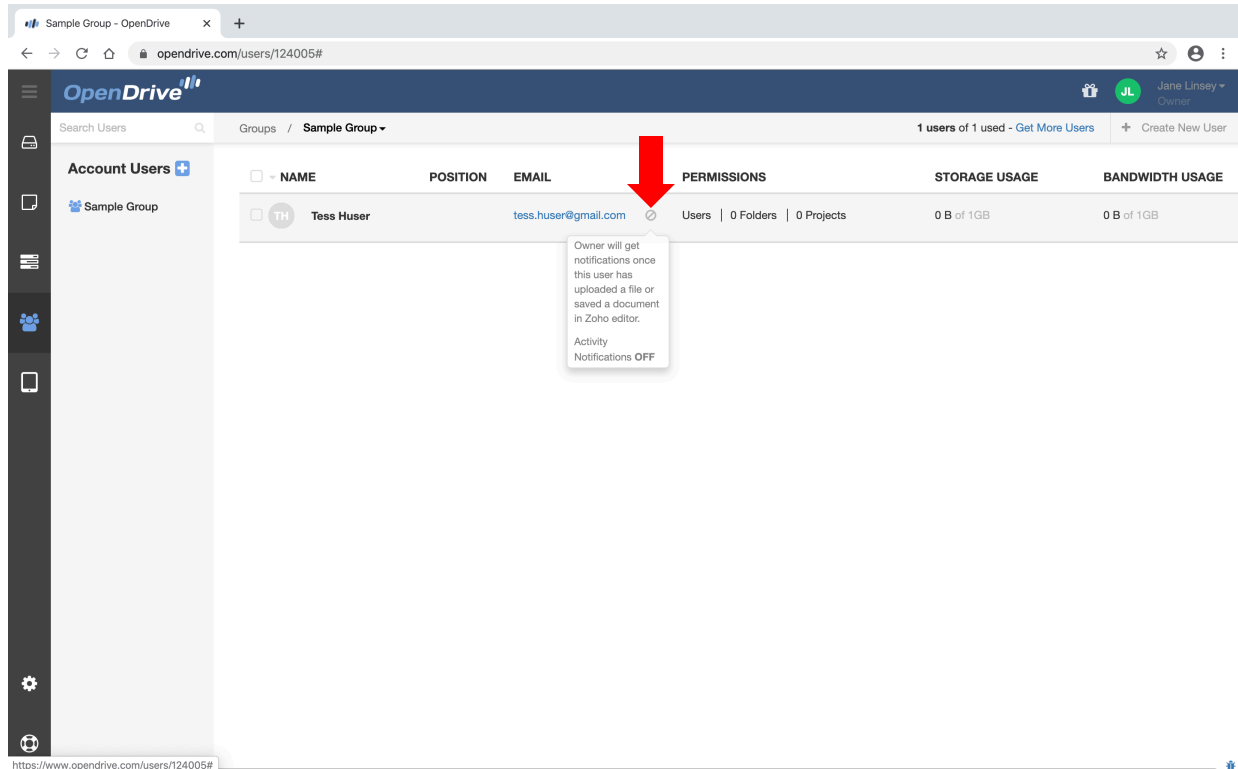 Sample Group - OpenDrive
opendrive.com/users/124005#
OpenDrive
JL
Jane Linsey
Owner
Search Users
Groups / Sample Group
1 users of 1 used - Get More Users
+ Create New User
Account Users
Sample Group
NAME POSITION EMAIL PERMISSIONS STORAGE USAGE BANDWIDTH USAGE
TH Tess Huser tess.huser@gmail.com Users | 0 Folders | 0 Projects 0 B of 1GB 0 B of 1GB
Owner will get
notifications once
this user has
uploaded a file or
saved a document
in Zoho editor.
Activity
Notifications OFF
https://www.opendrive.com/users/124005#